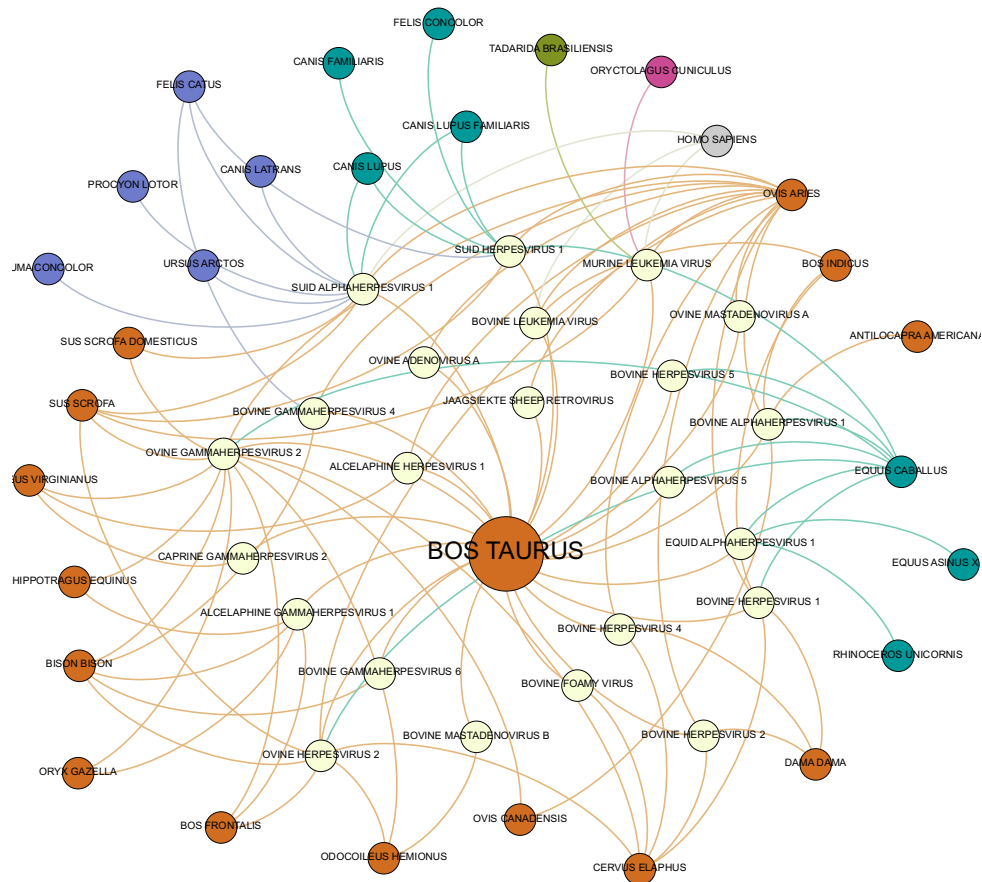 FELIS CONCOLOR
TADARIDA BRASILIENSIS
CANIS FAMILIARIS
ORYCTOLAGUS CUNICULUS
FELIS CATUS
CANIS LUPUS FAMILIARIS
HOMO SAPIENS
CANIS LATRANS
CANIS LUPUS
PROCYON LOTOR
OVIS ARIES
SUID HERPESVIRUS 1
URSUS ARCTOS
MURINE LEUKEMIA VIRUS
BOS INDICUS
JMA CONCOLOR
SUID ALPHAHERPESVIRUS 1
OVINE MASTADENOVIRUS A
BOVINE LEUKEMIA VIRUS
ANTILOCAPRA AMERICANA
SUS SCROFA DOMESTICUS
OVINE ADENOVIRUS A
BOVINE HERPESVIRUS 5
JAAGSIEKTE SHEEP RETROVIRUS
SUS SCROFA
BOVINE GAMMAHERPESVIRUS 4
BOVINE ALPHAHERPESVIRUS 1
OVINE GAMMAHERPESVIRUS 2
ALCELAPHINE HERPESVIRUS 1
EQUUS CABALLUS
US VIRGINIANUS
BOVINE ALPHAHERPESVIRUS 5
EQUID ALPHAHERPESVIRUS 1
BOS TAURUS
CAPRINE GAMMAHERPESVIRUS 2
EQUUS ASINUS X
HIPPOTRAGUS EQUINUS
BOVINE HERPESVIRUS 1
ALCELAPHINE GAMMAHERPESVIRUS 1
BOVINE HERPESVIRUS 4
RHINOCEROS UNICORNIS
BISON BISON
BOVINE GAMMAHERPESVIRUS 6
BOVINE FOAMY VIRUS
BOVINE MASTADENOVIRUS B
BOVINE HERPESVIRUS 2
OVINE HERPESVIRUS 2
DAMA DAMA
ORYX GAZELLA
OVIS CANADENSIS
BOS FRONTALIS
ODOCOILEUS HEMIONUS
CERVUS ELAPHUS